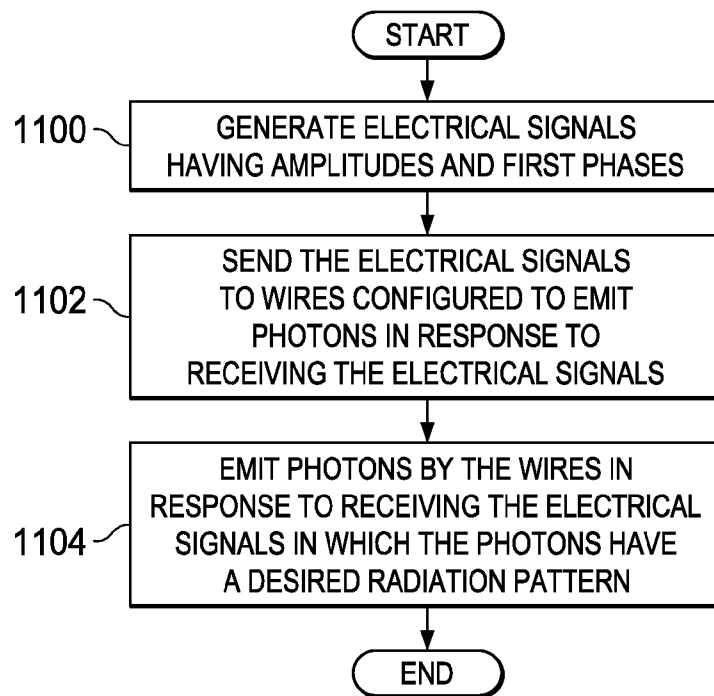 START
1100
GENERATE ELECTRICAL SIGNALS
HAVING AMPLITUDES AND FIRST PHASES
1102
SEND THE ELECTRICAL SIGNALS
TO WIRES CONFIGURED TO EMIT
PHOTONS IN RESPONSE TO
RECEIVING THE ELECTRICAL SIGNALS
1104
EMIT PHOTONS BY THE WIRES IN
RESPONSE TO RECEIVING THE ELECTRICAL
SIGNALS IN WHICH THE PHOTONS HAVE
A DESIRED RADIATION PATTERN
END